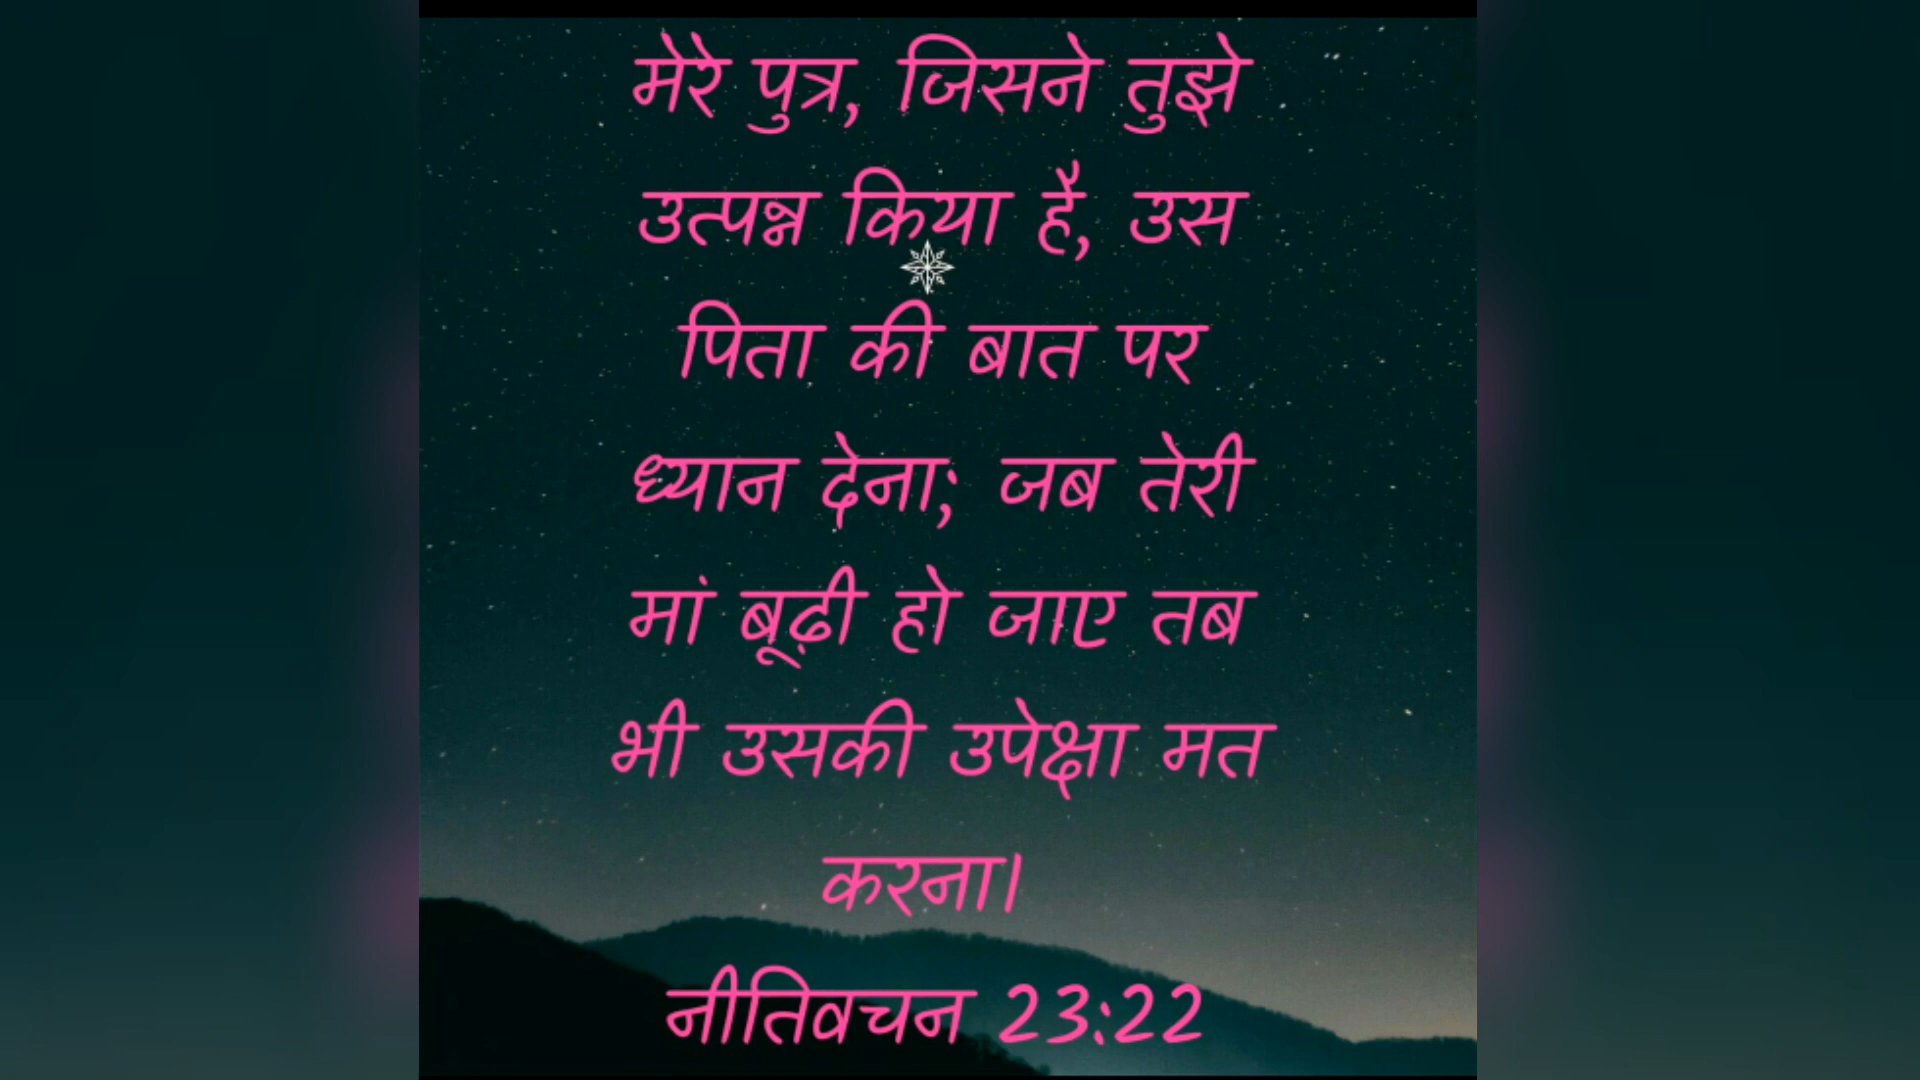 मेरे पुत्र, जिसने तुझे
उत्पन्न किया है, उस
पिता की बात पर
ध्यान देना; जब तेरी
मां बूढ़ी हो जाए तब
भी उसकी उपेक्षा मत
करना।
नीतिवचन 23:22